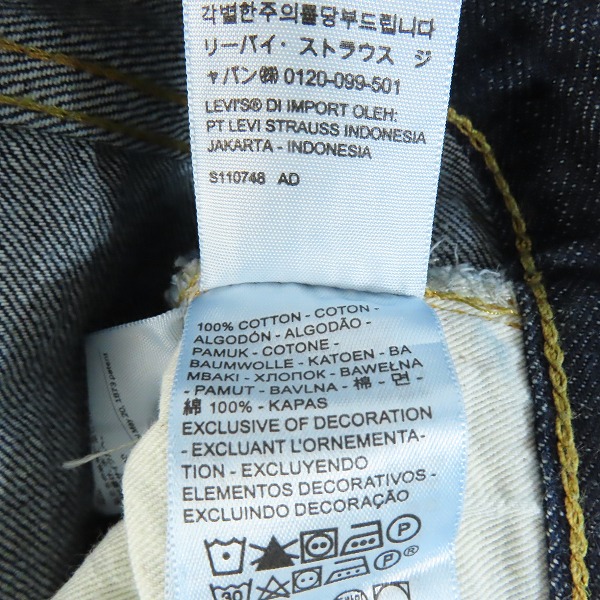 각별한주의를당부드립니다
リーバイ・ストラウス ジ
ャパン㈱ 0120-099-501
LEVI'S® DI IMPORT OLEH:
PT LEVI STRAUSS INDONESIA
JAKARTA - INDONESIA
S110748 AD
100% COTTON - COTON -
ALGODÓN - ALGODÃO -
PAMUK - COTONE -
BAUMWOLLE - KATOEN - BA
MBAKI - ХЛОПОК - BAWEŁNA
- PAMUT - BAVLNA - 棉 - 면 -
綿 100% - KAPAS
EXCLUSIVE OF DECORATION
- EXCLUANT L'ORNEMENTA-
TION - EXCLUYENDO
ELEMENTOS DECORATIVOS -
EXCLUINDO DECORAÇÃO
P
30 P®